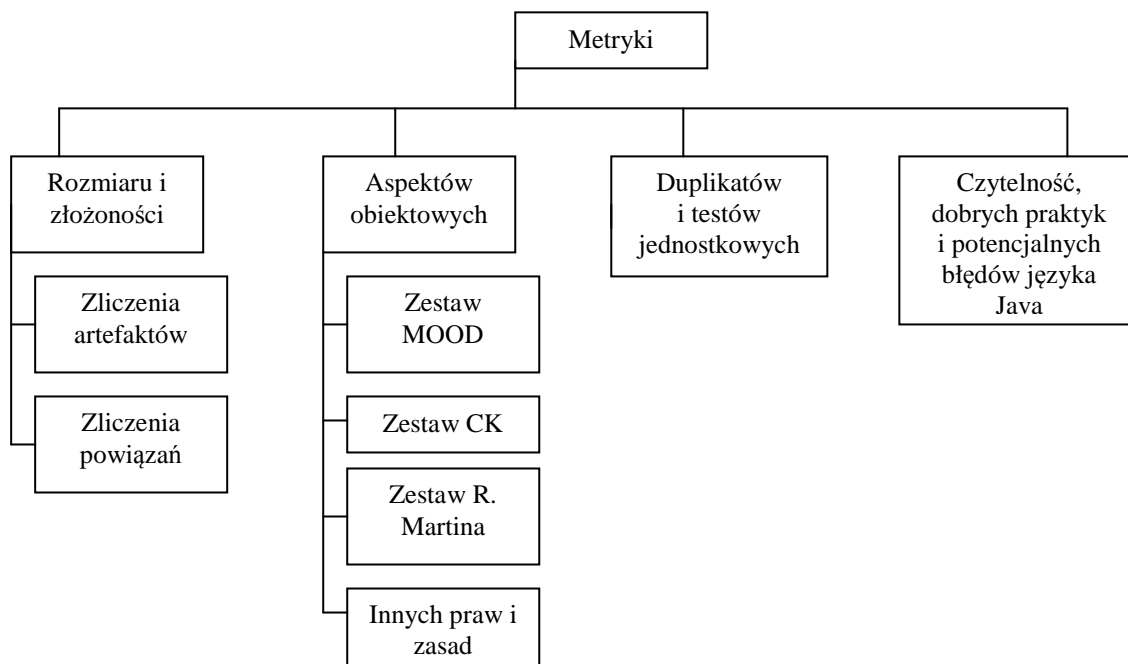 Metryki
Rozmiaru i
złożoności
Zliczenia
artefaktów
Zliczenia
powiązań
Aspektów
obiektowych
Zestaw
MOOD
Zestaw CK
Zestaw R.
Martina
Innych praw i
zasad
Duplikatów
i testów
jednostkowych
Czytelność,
dobrych praktyk
i potencjalnych
błędów języka
Java